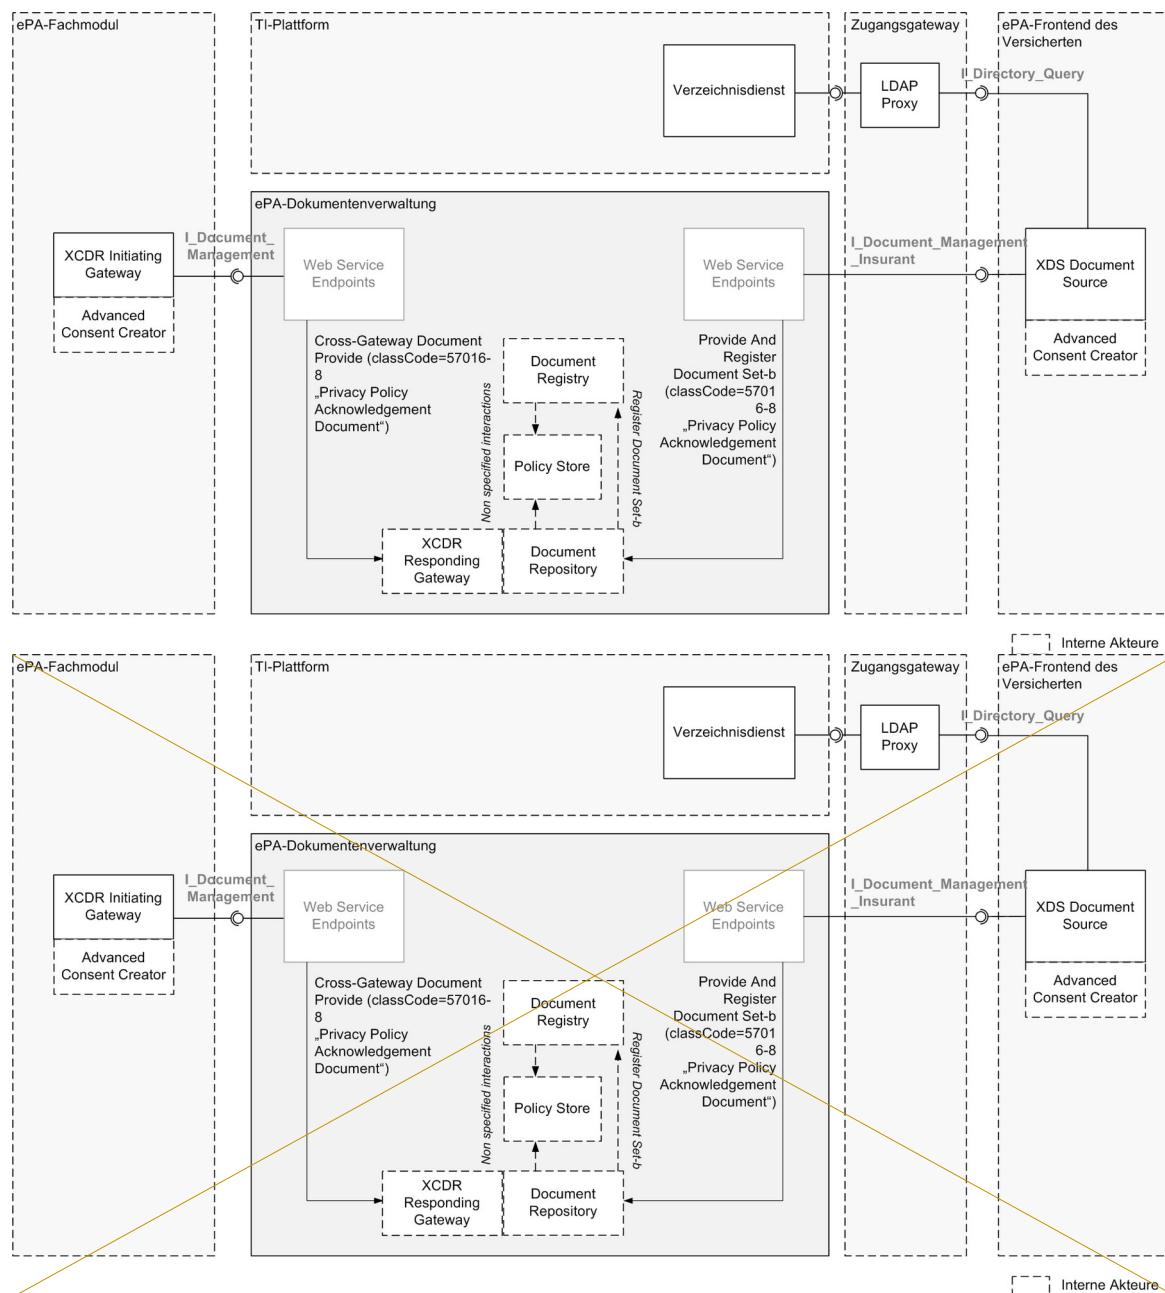 ePA-Fachmodul
TI-Plattform
Zugangsgateway
ePA-Frontend des
Versicherten
I_Directory_Query
Verzeichnisdienst
LDAP
Proxy
ePA-Dokumentenverwaltung
XCDR Initiating
Gateway
Advanced
Consent Creator
I_Document_
Management
Web Service
Endpoints
Web Service
Endpoints
I_Document_Management
_Insurant
XDS Document
Source
Advanced
Consent Creator
Cross-Gateway Document
Provide (classCode=57016-
8
„Privacy Policy
Acknowledgement
Document“)
Non specified interactions
Document
Registry
Policy Store
Register Document Set-b
Provide And
Register
Document Set-b
(classCode=5701
6-8
„Privacy Policy
Acknowledgement
Document“)
XCDR
Responding
Gateway
Document
Repository
Interne Akteure
ePA-Fachmodul
TI-Plattform
Zugangsgateway
ePA-Frontend des
Versicherten
I_Directory_Query
Verzeichnisdienst
LDAP
Proxy
ePA-Dokumentenverwaltung
XCDR Initiating
Gateway
Advanced
Consent Creator
I_Document_
Management
Web Service
Endpoints
Web Service
Endpoints
I_Document_Management
_Insurant
XDS Document
Source
Advanced
Consent Creator
Cross-Gateway Document
Provide (classCode=57016-
8
„Privacy Policy
Acknowledgement
Document“)
Non specified interactions
Document
Registry
Policy Store
Register Document Set-b
Provide And
Register
Document Set-b
(classCode=5701
6-8
„Privacy Policy
Acknowledgement
Document“)
XCDR
Responding
Gateway
Document
Repository
Interne Akteure